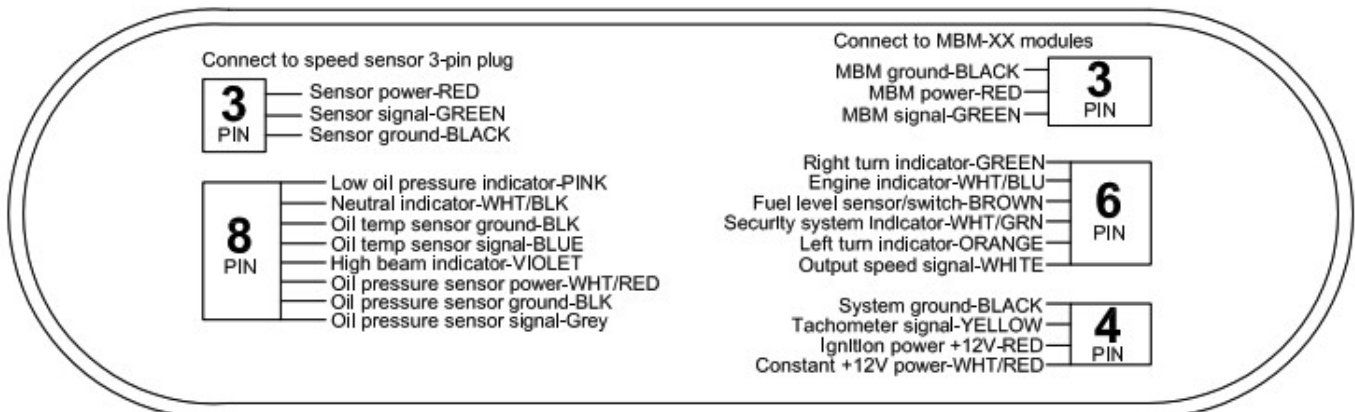 Connect to speed sensor 3-pin plug
3
PIN
Sensor power-RED
Sensor signal-GREEN
Sensor ground-BLACK
8
PIN
Low oil pressure indicator-PINK
Neutral indicator-WHT/BLK
Oil temp sensor ground-BLK
Oil temp sensor signal-BLUE
High beam indicator-VIOLET
Oil pressure sensor power-WHT/RED
Oil pressure sensor ground-BLK
Oil pressure sensor signal-Grey
Connect to MBM-XX modules
MBM ground-BLACK
MBM power-RED
MBM signal-GREEN
3
PIN
Right turn indicator-GREEN
Engine indicator-WHT/BLU
Fuel level sensor/switch-BROWN
Security system indicator-WHT/GRN
Left turn indicator-ORANGE
Output speed signal-WHITE
6
PIN
System ground-BLACK
Tachometer signal-YELLOW
Ignition power +12V-RED
Constant +12V power-WHT/RED
4
PIN